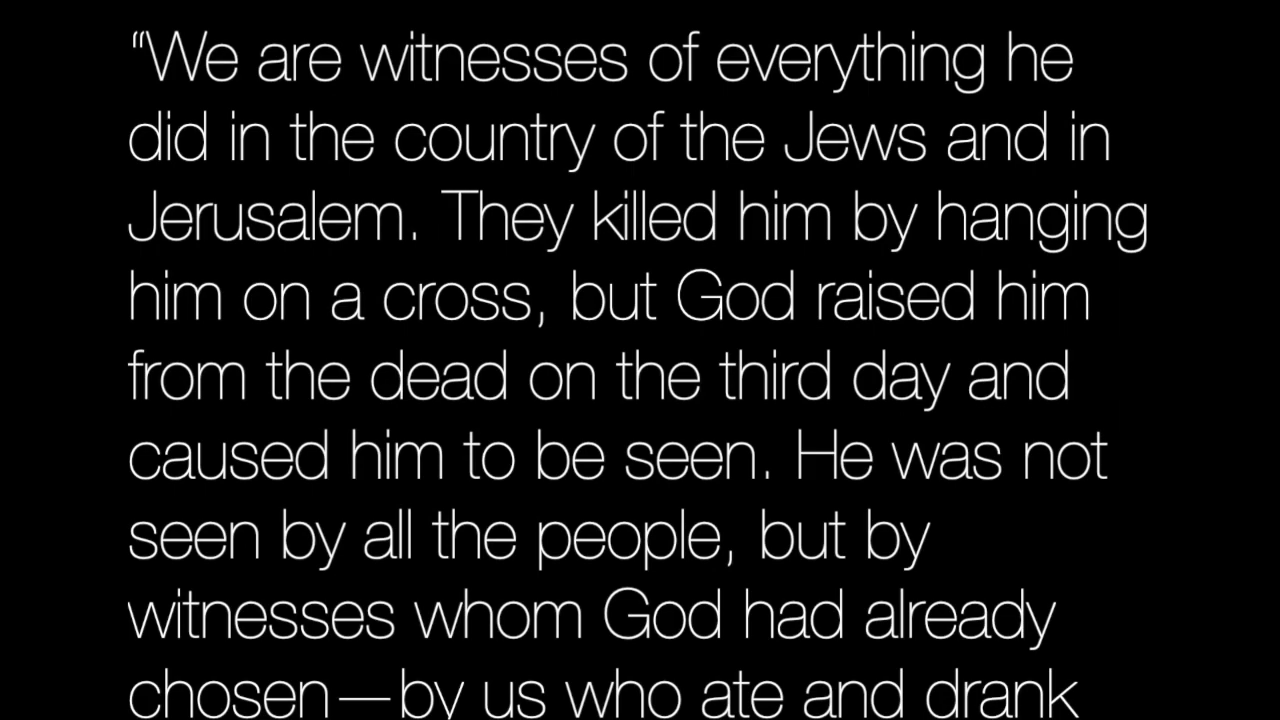 “We are witnesses of everything he
did in the country of the Jews and in
Jerusalem. They killed him by hanging
him on a cross, but God raised him
from the dead on the third day and
caused him to be seen. He was not
seen by all the people, but by
witnesses whom God had already
chosen—by us who ate and drank